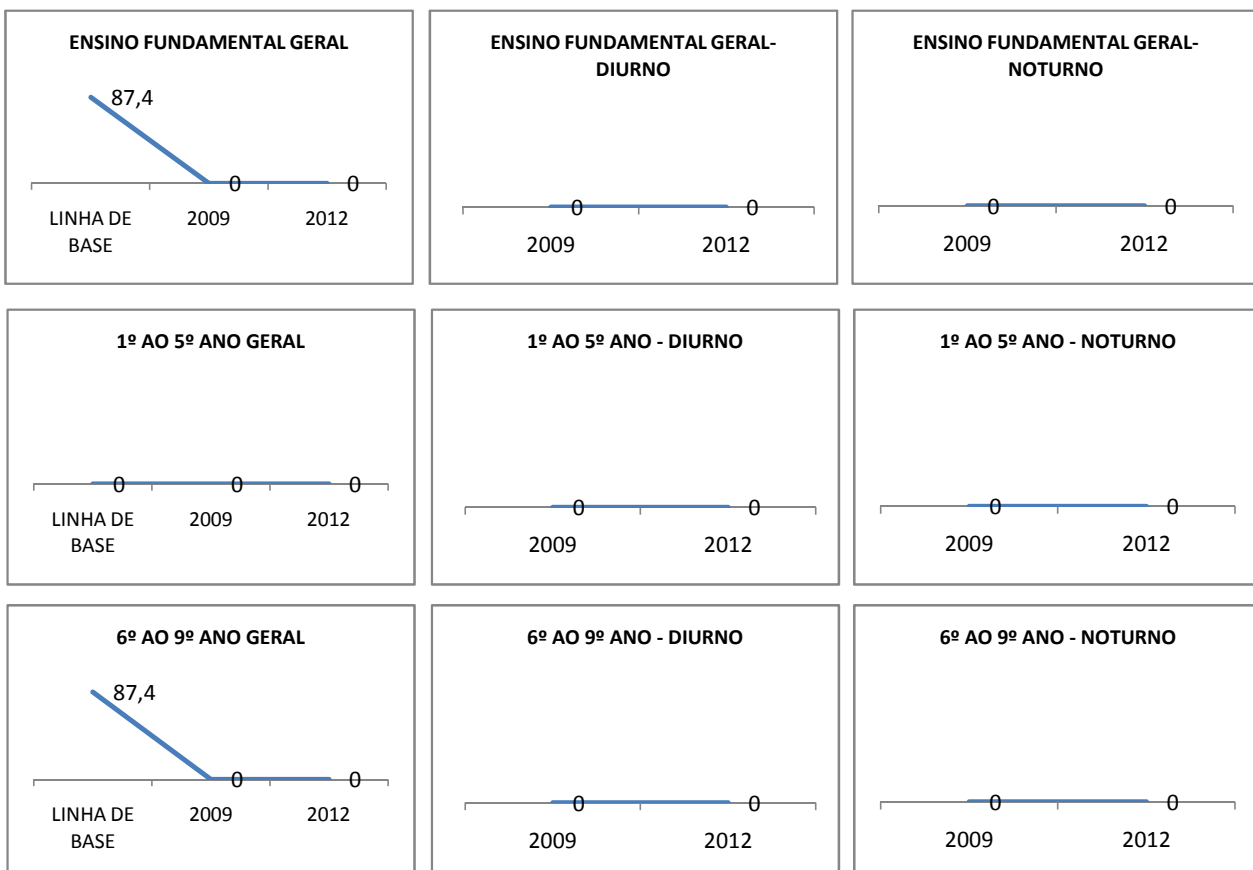 ENSINO FUNDAMENTAL GERAL
87,4
0
0
LINHA DE
BASE
2009
2012
ENSINO FUNDAMENTAL GERAL-
DIURNO
0
0
2009
2012
ENSINO FUNDAMENTAL GERAL-
NOTURNO
0
0
2009
2012
1º AO 5º ANO GERAL
0
0
0
LINHA DE
BASE
2009
2012
1º AO 5º ANO - DIURNO
0
0
2009
2012
1º AO 5º ANO - NOTURNO
0
0
2009
2012
6º AO 9º ANO GERAL
87,4
0
0
LINHA DE
BASE
2009
2012
6º AO 9º ANO - DIURNO
0
0
2009
2012
6º AO 9º ANO - NOTURNO
0
0
2009
2012